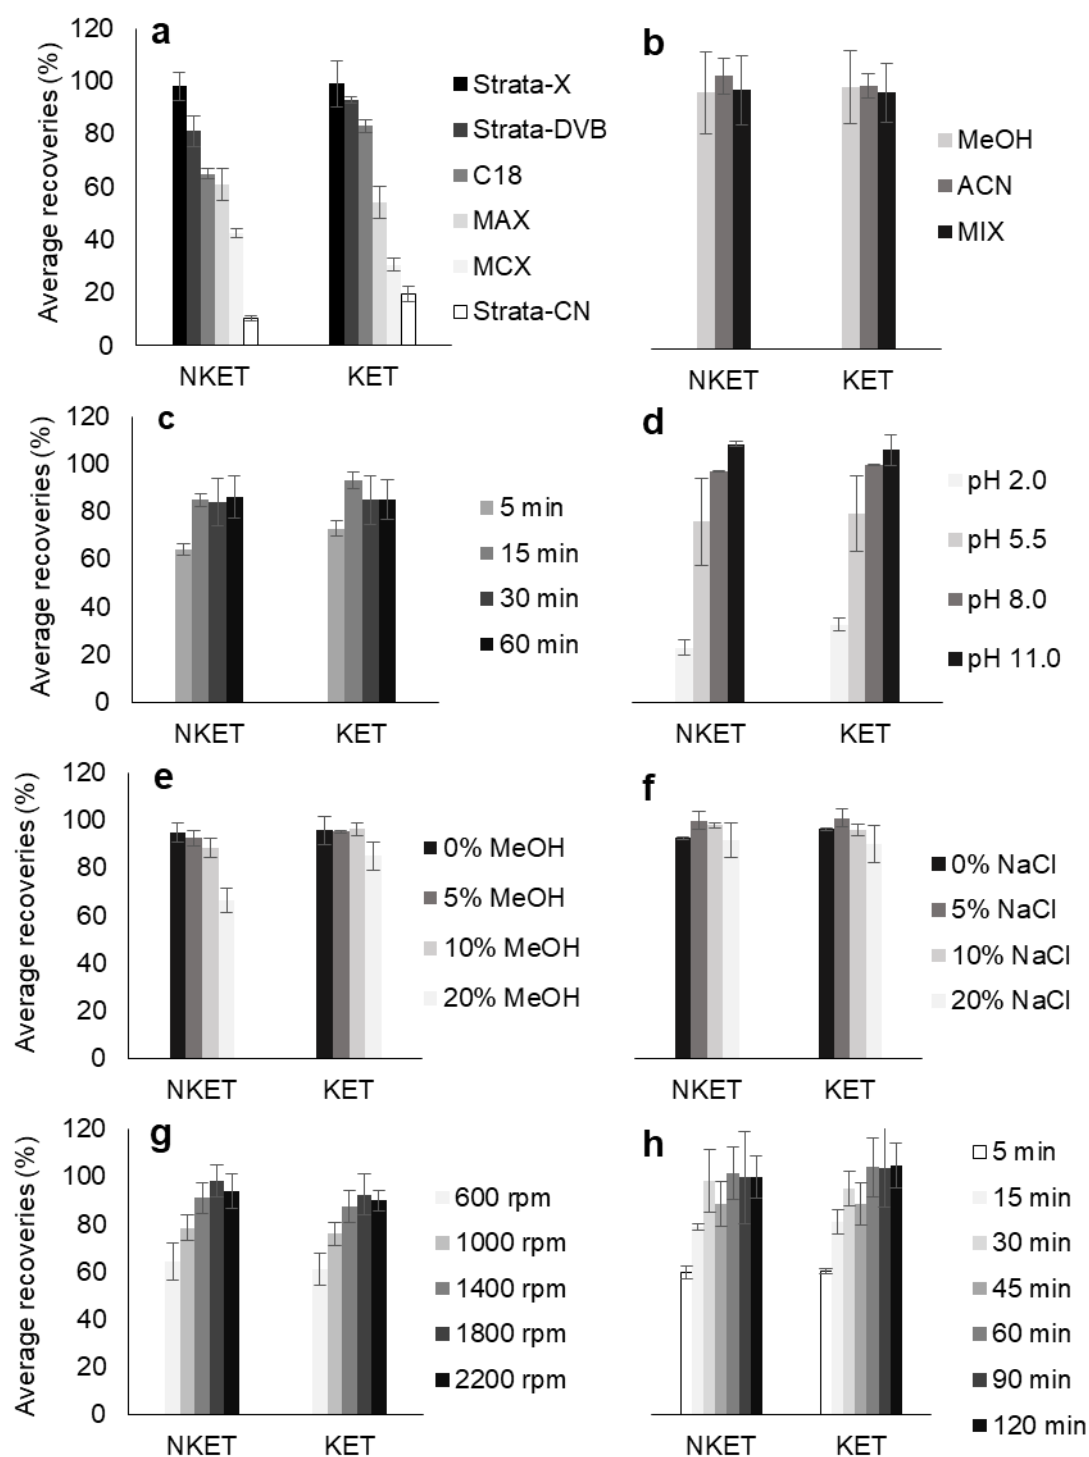 a
Average recoveries (%)
120
100
80
60
40
20
0
NKET KET
Strata-X
Strata-DVB
C18
MAX
MCX
Strata-CN
b
NKET KET
MeOH
ACN
MIX
c
Average recoveries (%)
120
100
80
60
40
20
0
NKET KET
5 min
15 min
30 min
60 min
d
NKET KET
pH 2.0
pH 5.5
pH 8.0
pH 11.0
e
Average recoveries (%)
120
100
80
60
40
20
0
NKET KET
0% MeOH
5% MeOH
10% MeOH
20% MeOH
f
NKET KET
0% NaCl
5% NaCl
10% NaCl
20% NaCl
g
Average recoveries (%)
120
100
80
60
40
20
0
NKET KET
600 rpm
1000 rpm
1400 rpm
1800 rpm
2200 rpm
h
NKET KET
5 min
15 min
30 min
45 min
60 min
90 min
120 min